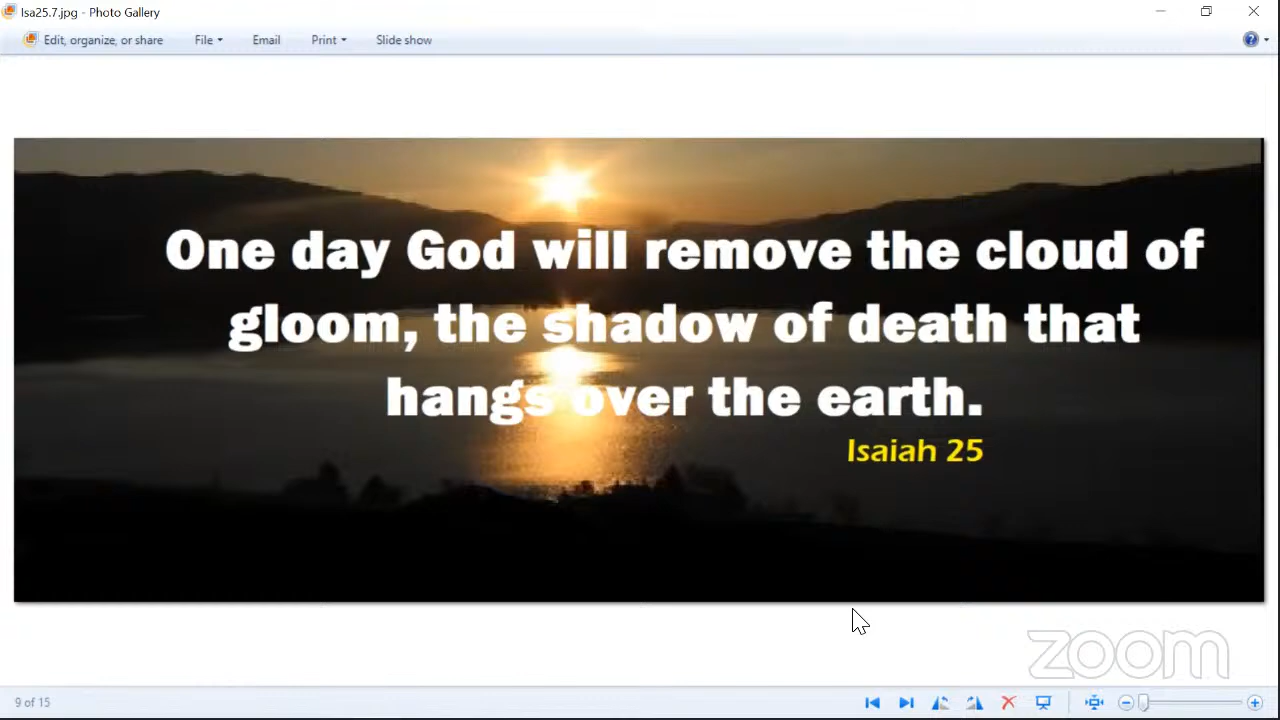 Isa25.7.jpg - Photo Gallery
Edit, organize, or share File Email Print Slide show
One day God will remove the cloud of
gloom, the shadow of death that
hangs over the earth.
Isaiah 25
zoom
9 of 15